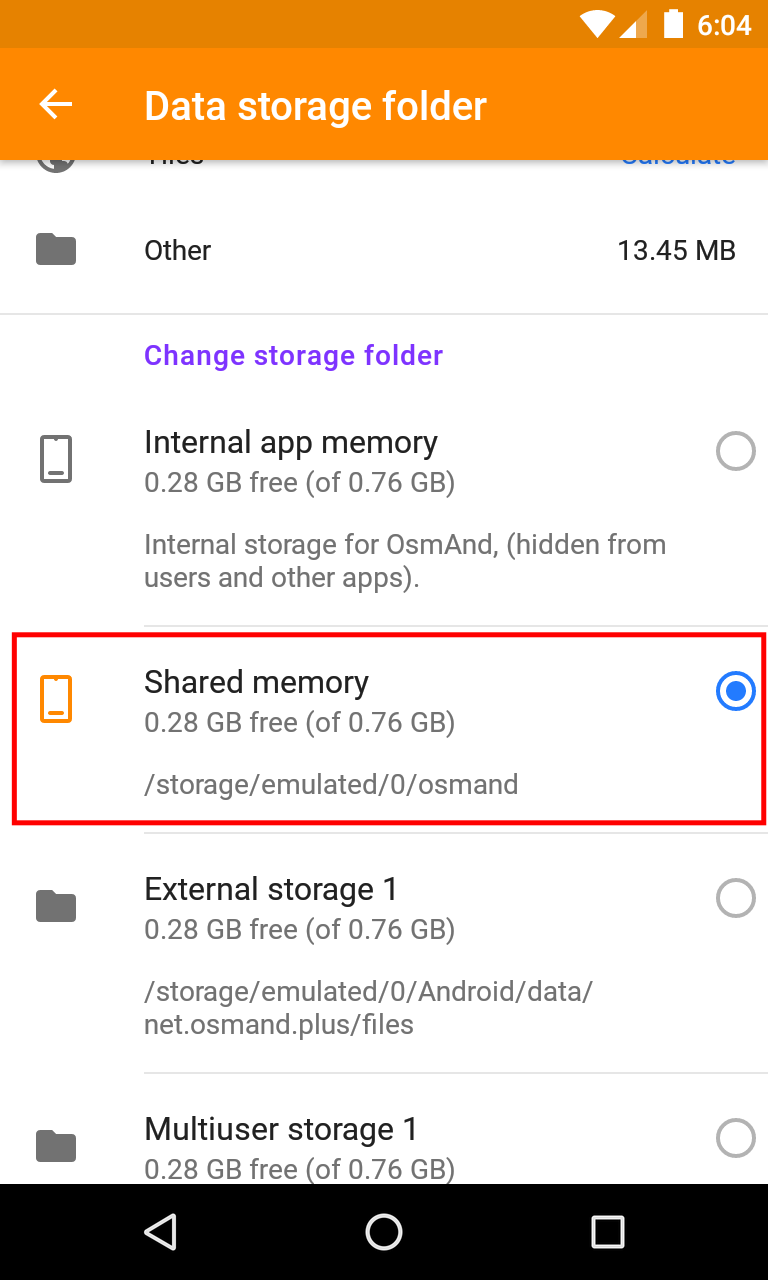 6:04
Data storage folder
Tiles Calculate
Other 13.45 MB
Change storage folder
Internal app memory
0.28 GB free (of 0.76 GB)
Internal storage for OsmAnd, (hidden from
users and other apps).
Shared memory
0.28 GB free (of 0.76 GB)
/storage/emulated/0/osmand
External storage 1
0.28 GB free (of 0.76 GB)
/storage/emulated/0/Android/data/
net.osmand.plus/files
Multiuser storage 1
0.28 GB free (of 0.76 GB)